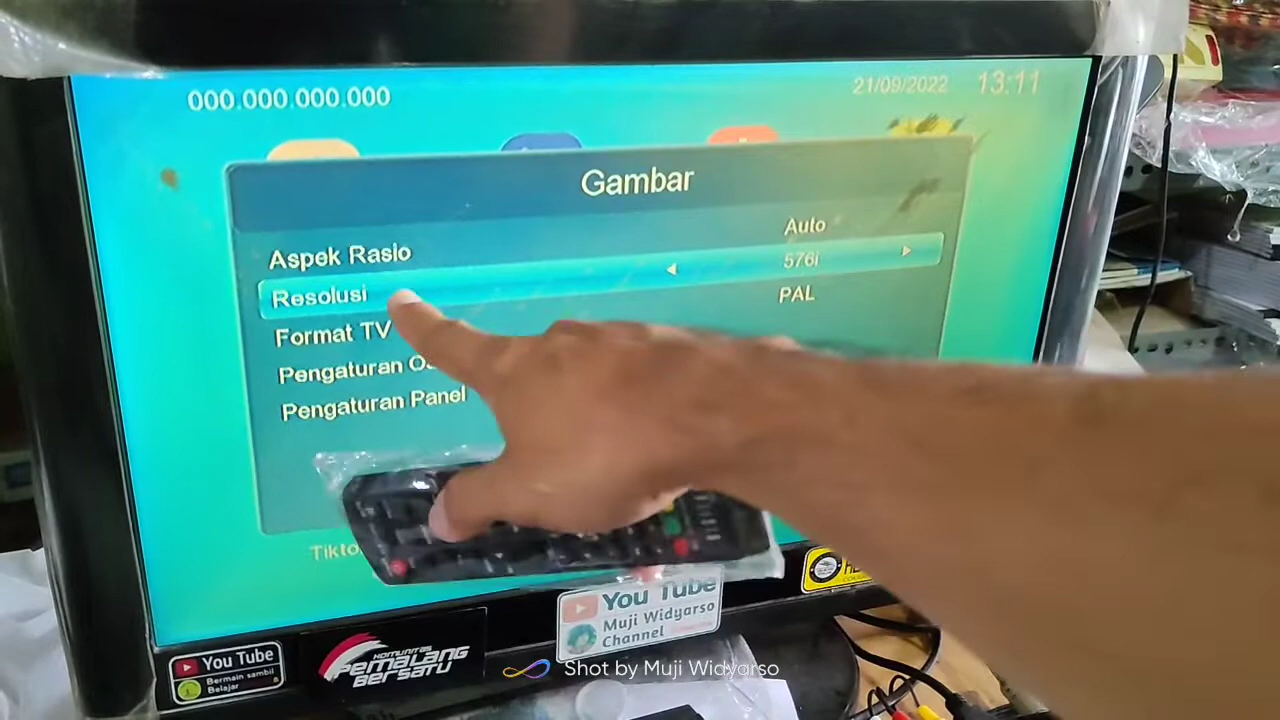 000.000.000.000
21/09/2022 13:11
Gambar
Aspek Rasio Auto
Resolusi 576i
Format TV PAL
Pengaturan
Pengaturan Panel
You Tube
Muji Widyarso
Channel
You Tube
Bermain sambil
Belajar
KOMUNITAS
PEMALANG
BERSATU
Shot by Muji Widyarso